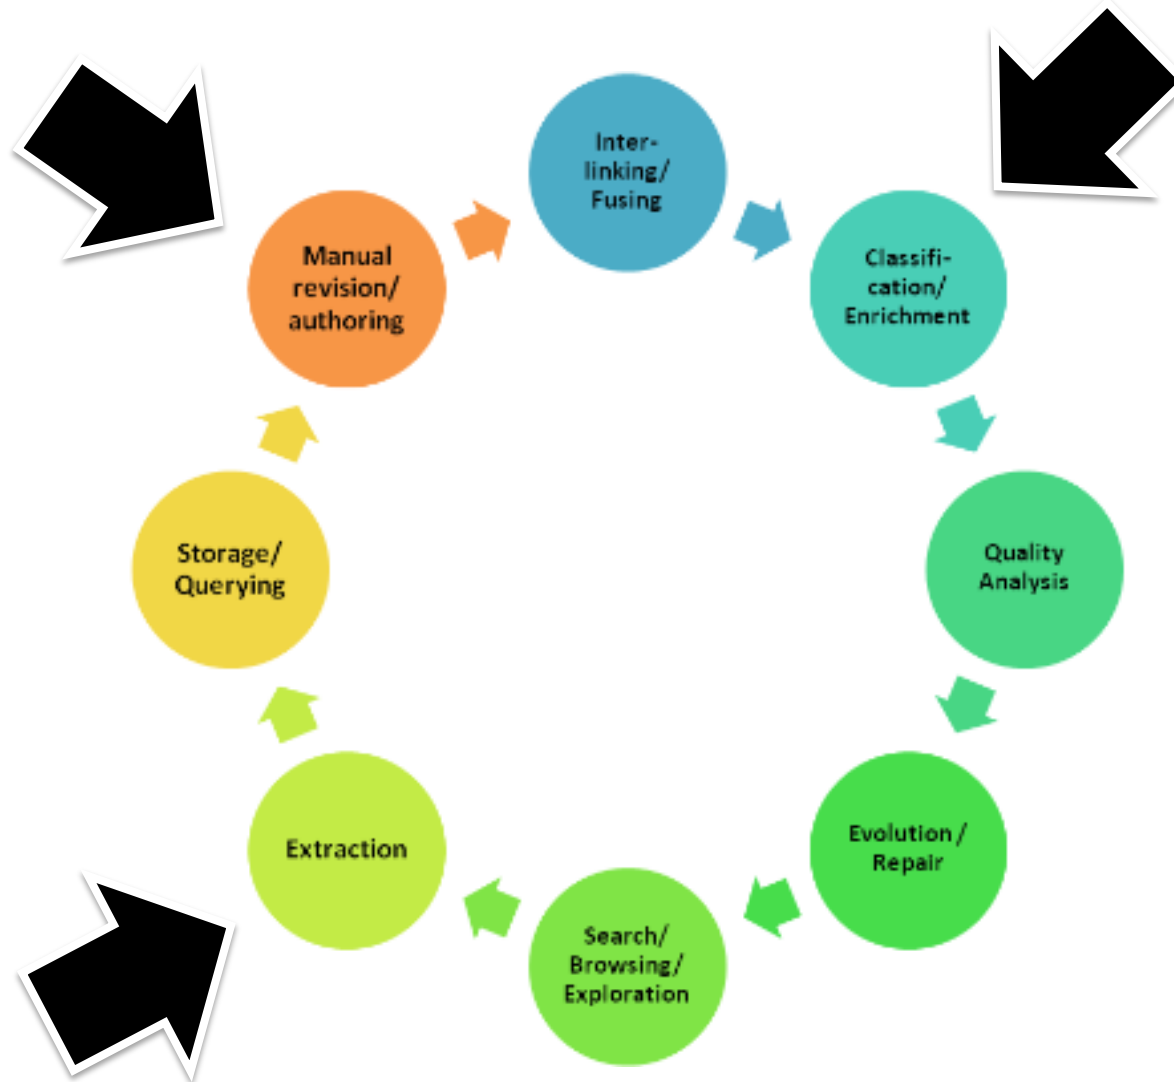 Inter-
linking/
Fusing
Manual
revision/
authoring
Classifi-
cation/
Enrichment
Storage/
Querying
Quality
Analysis
Extraction
Evolution /
Repair
Search/
Browsing/
Exploration